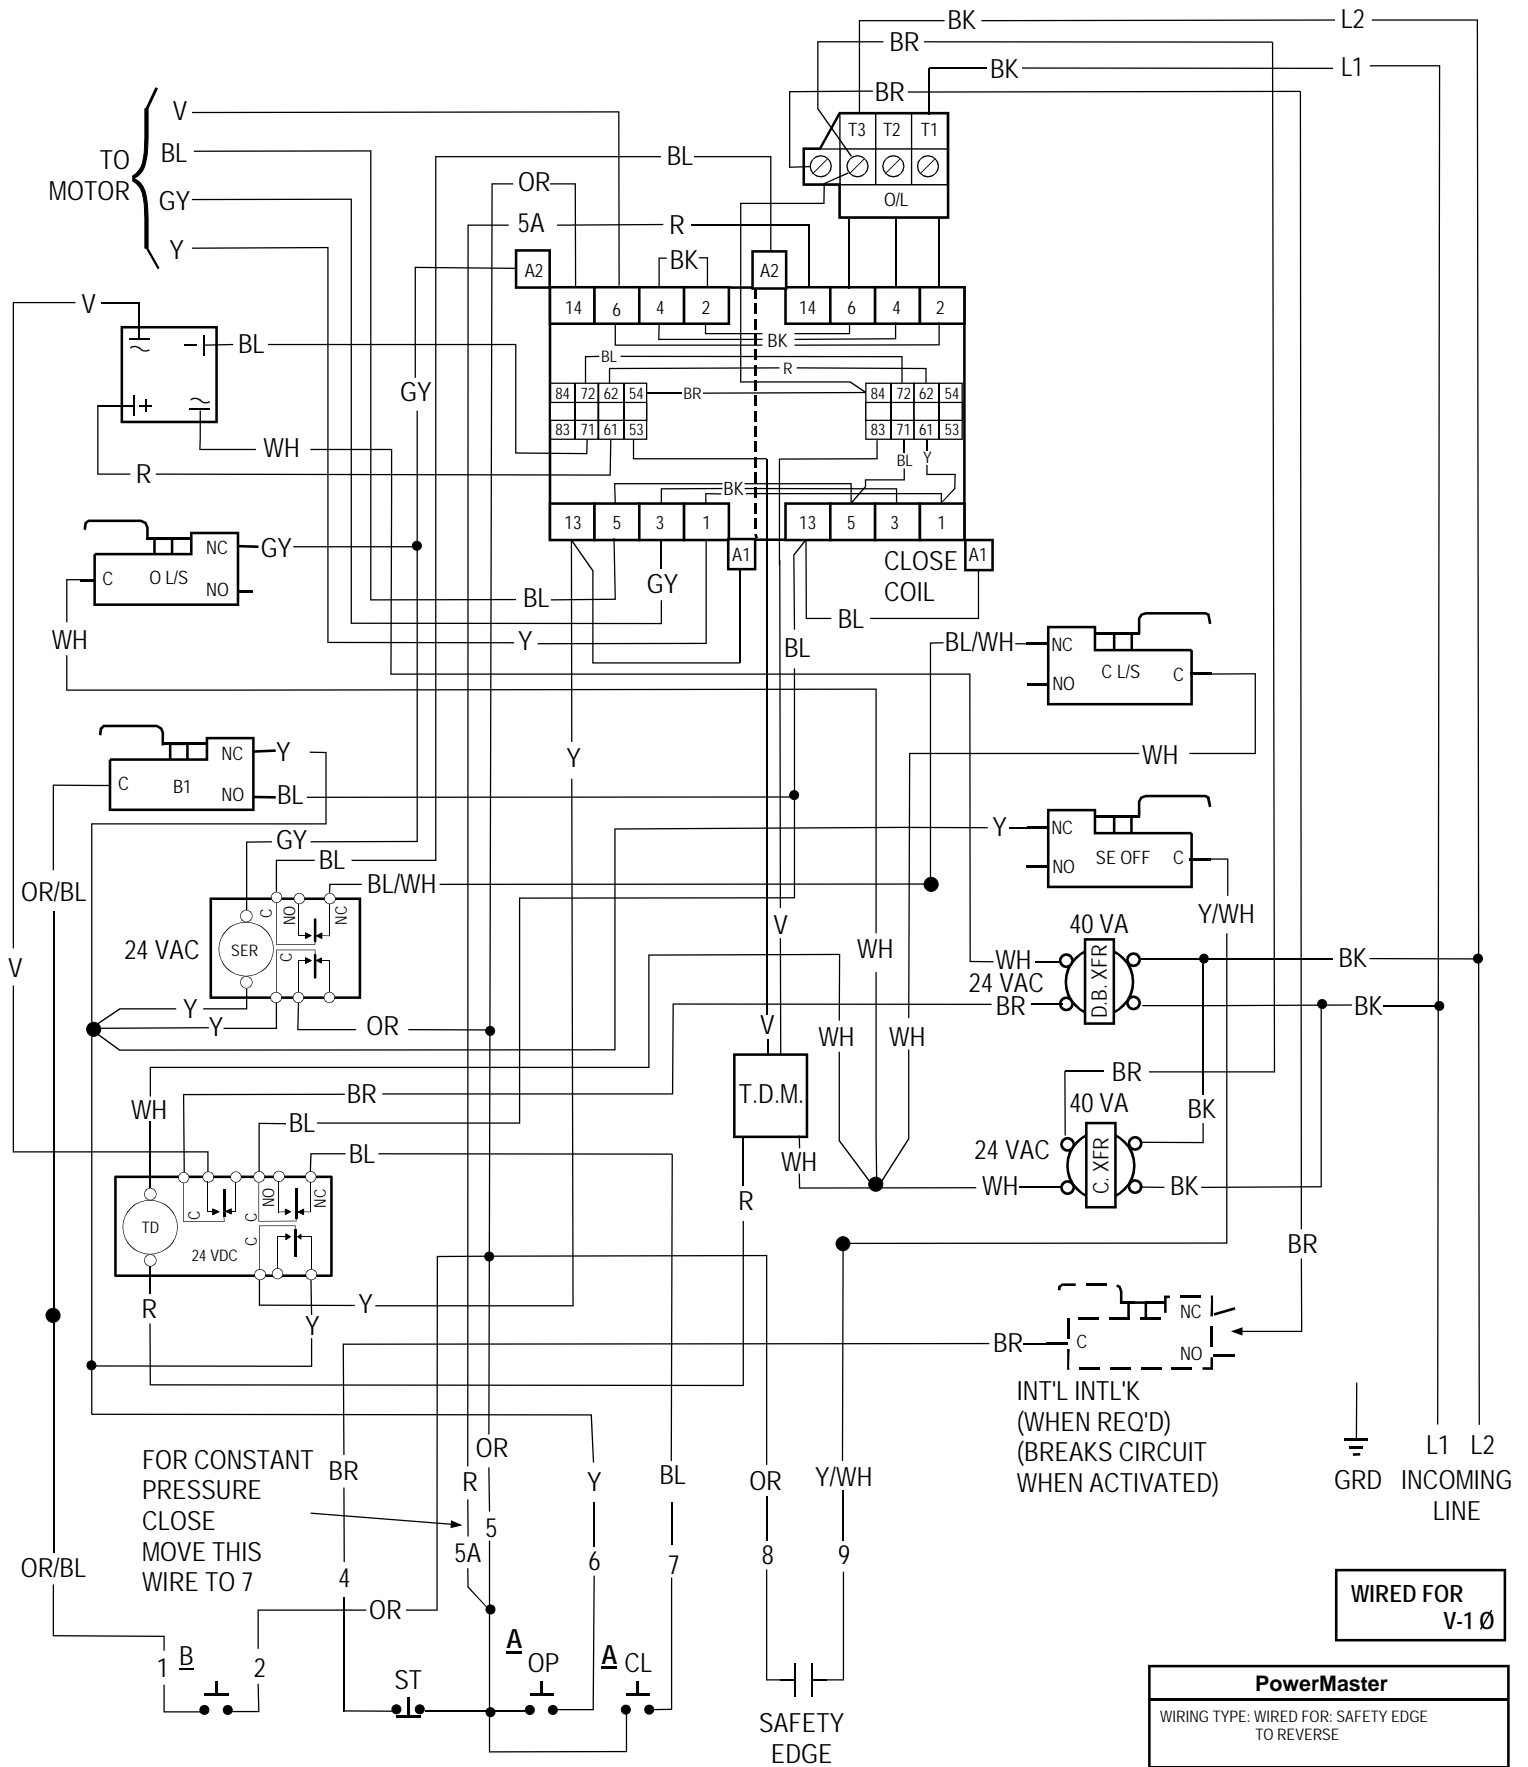 BK
L2
BR
BK
L1
BR
V
BL
TO
MOTOR
GY
Y
BL
OR
5A
R
T3 T2 T1
O/L
A2
BK
A2
14 6 4 2
14 6 4 2
V
BL
BK
BL
R
GY
84 72 62 54
BR
84 72 62 54
83 71 61 53
83 71 61 53
WH
R
BL Y
BK
13 5 3 1
13 5 3 1
A1
CLOSE
COIL
A1
NC
GY
C
O L/S
NO
GY
BL
BL
WH
Y
BL
BL/WH
NC
C L/S
C
NO
Y
WH
NC
Y
C
B1
NO
BL
Y
NC
SE OFF
C
NO
GY
BL
BL/WH
OR/BL
Y/WH
C NO NC
24 VAC
SER
C
V
40 VA
WH
V
WH
24 VAC
D.B. XFR
BK
BR
BK
Y
Y
OR
V
WH
WH
T.D.M.
BR
40 VA
BR
WH
BL
BK
24 VAC
C. XFR
BL
WH
WH
BK
R
C C NO NC
TD
C
24 VDC
BR
R
Y
Y
NC
BR
C
NO
INT'L INTL'K
(WHEN REQ'D)
(BREAKS CIRCUIT
WHEN ACTIVATED)
L1 L2
GRD
INCOMING
LINE
FOR CONSTANT
PRESSURE
CLOSE
MOVE THIS
WIRE TO 7
BR
OR
R
Y
BL
OR
Y/WH
5
5A
6
7
8
9
OR/BL
4
OR
WIRED FOR
V-1 Ø
1
B
2
ST
A
OP
A
CL
SAFETY
EDGE
PowerMaster
WIRING TYPE: WIRED FOR: SAFETY EDGE
TO REVERSE